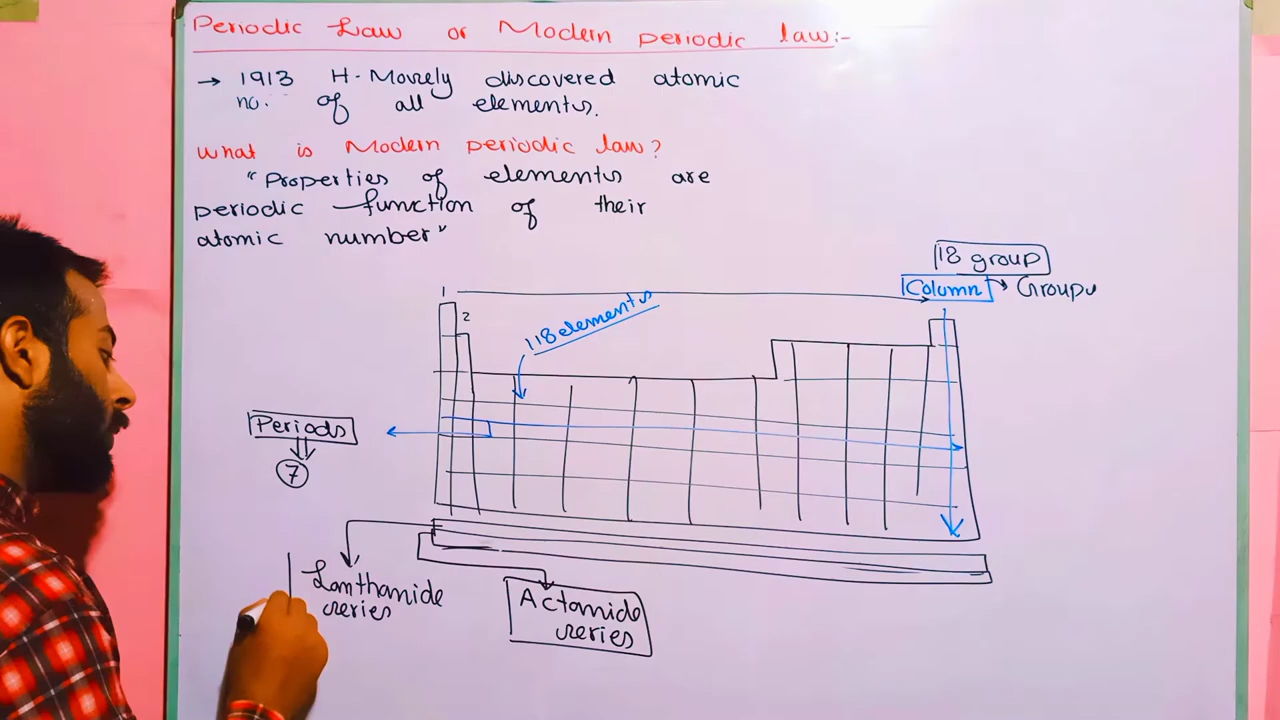 Periodic Law or Modern periodic law:-
→ 1913 H-Mosely discovered atomic
no. of all elements.
What is Modern periodic law?
"Properties of elements are
periodic function of their
atomic number"
18 group
Column → Groups
1
2
118 elements
Periods
7
Lanthamide
series
Actamide
series